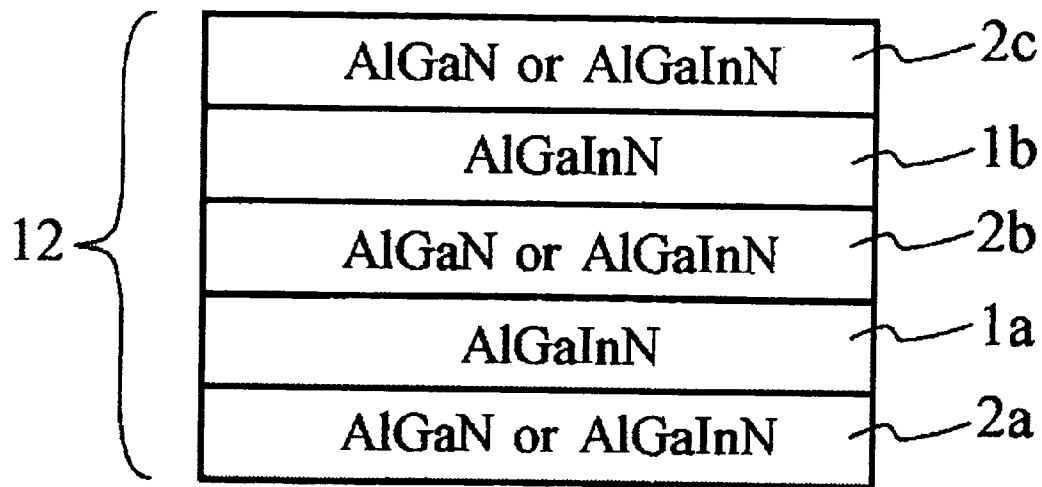 AlGaN or AlGaInN 2c
AlGaInN 1b
12 AlGaN or AlGaInN 2b
AlGaInN 1a
AlGaN or AlGaInN 2a